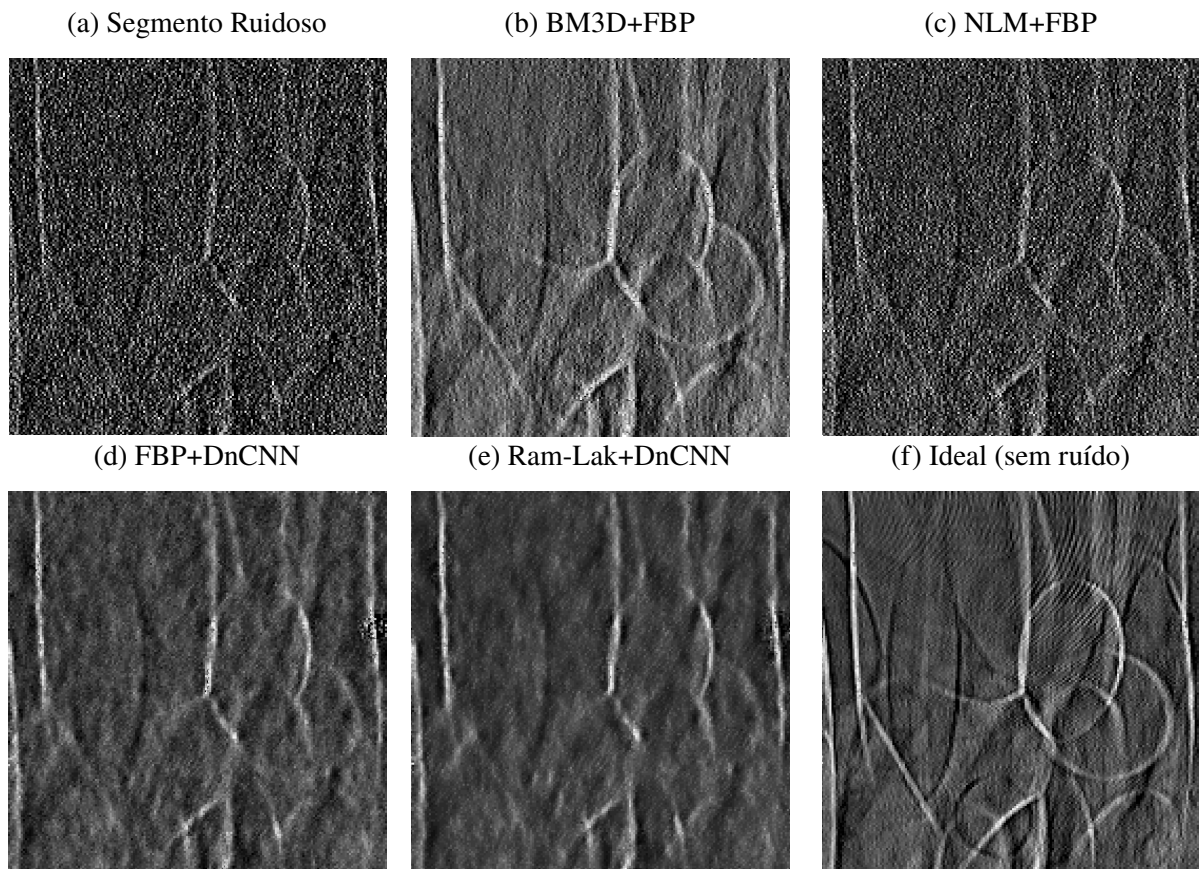 (a) Segmento Ruidoso
(b) BM3D+FBP
(c) NLM+FBP
(d) FBP+DnCNN
(e) Ram-Lak+DnCNN
(f) Ideal (sem ruído)